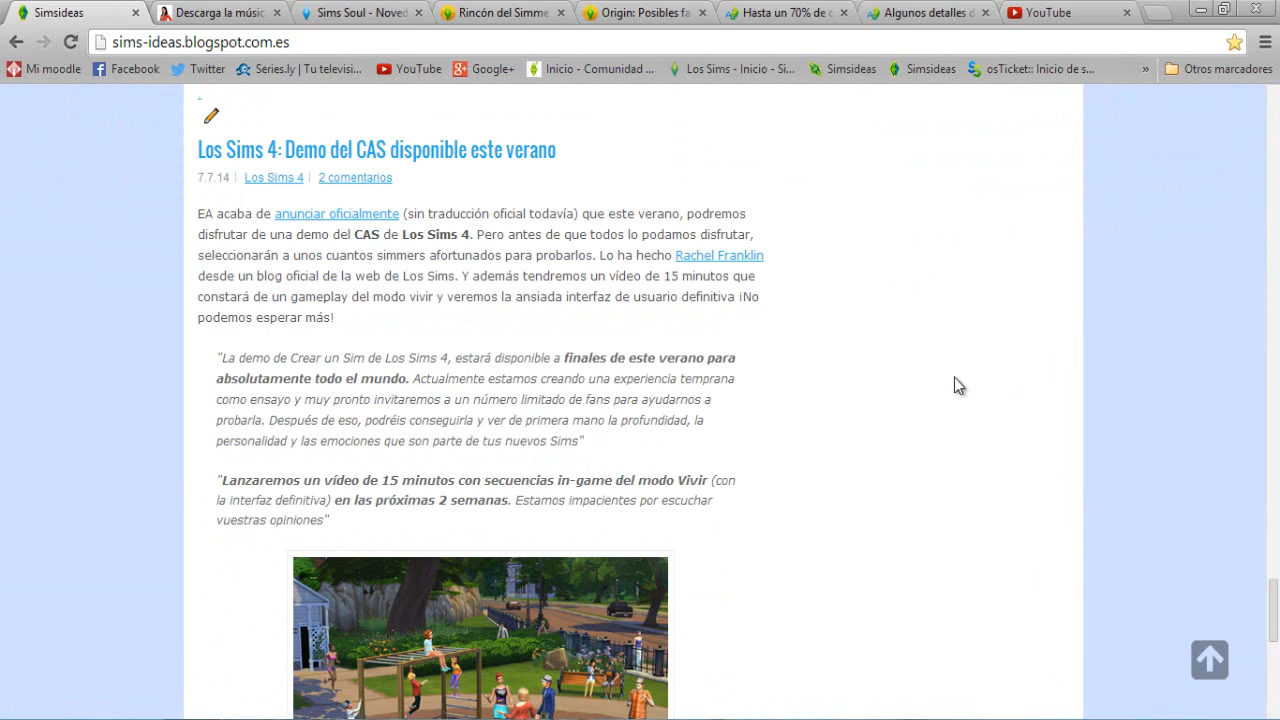 Simsideas
Descarga la músic
Sims Soul - Noved
Rincón del Simme
Origin: Posibles fa
Hasta un 70% de c
Algunos detalles d
YouTube
sims-ideas.blogspot.com.es
Mi moodle
Facebook
Twitter
Series.ly | Tu televisi...
YouTube
Google+
Inicio - Comunidad ...
Los Sims - Inicio - Si...
Simsideas
Simsideas
osTicket:: Inicio de s...
»
Otros marcadores
Los Sims 4: Demo del CAS disponible este verano
7.7.14 Los Sims 4 2 comentarios
EA acaba de anunciar oficialmente (sin traducción oficial todavía) que este verano, podremos
disfrutar de una demo del CAS de Los Sims 4. Pero antes de que todos lo podamos disfrutar,
seleccionarán a unos cuantos simmers afortunados para probarlos. Lo ha hecho Rachel Franklin
desde un blog oficial de la web de Los Sims. Y además tendremos un vídeo de 15 minutos que
constará de un gameplay del modo vivir y veremos la ansiada interfaz de usuario definitiva ¡No
podemos esperar más!
"La demo de Crear un Sim de Los Sims 4, estará disponible a finales de este verano para
absolutamente todo el mundo. Actualmente estamos creando una experiencia temprana
como ensayo y muy pronto invitaremos a un número limitado de fans para ayudarnos a
probarla. Después de eso, podréis conseguirla y ver de primera mano la profundidad, la
personalidad y las emociones que son parte de tus nuevos Sims"
"Lanzaremos un vídeo de 15 minutos con secuencias in-game del modo Vivir (con
la interfaz definitiva) en las próximas 2 semanas. Estamos impacientes por escuchar
vuestras opiniones"